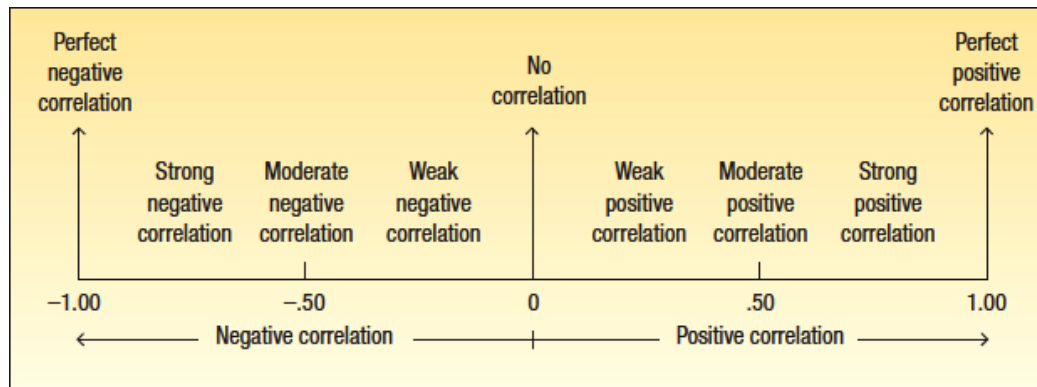 Perfect
negative
correlation
No
correlation
Perfect
positive
correlation
Strong
negative
correlation
Moderate
negative
correlation
Weak
negative
correlation
Weak
positive
correlation
Moderate
positive
correlation
Strong
positive
correlation
–1.00
–.50
0
.50
1.00
Negative correlation
Positive correlation